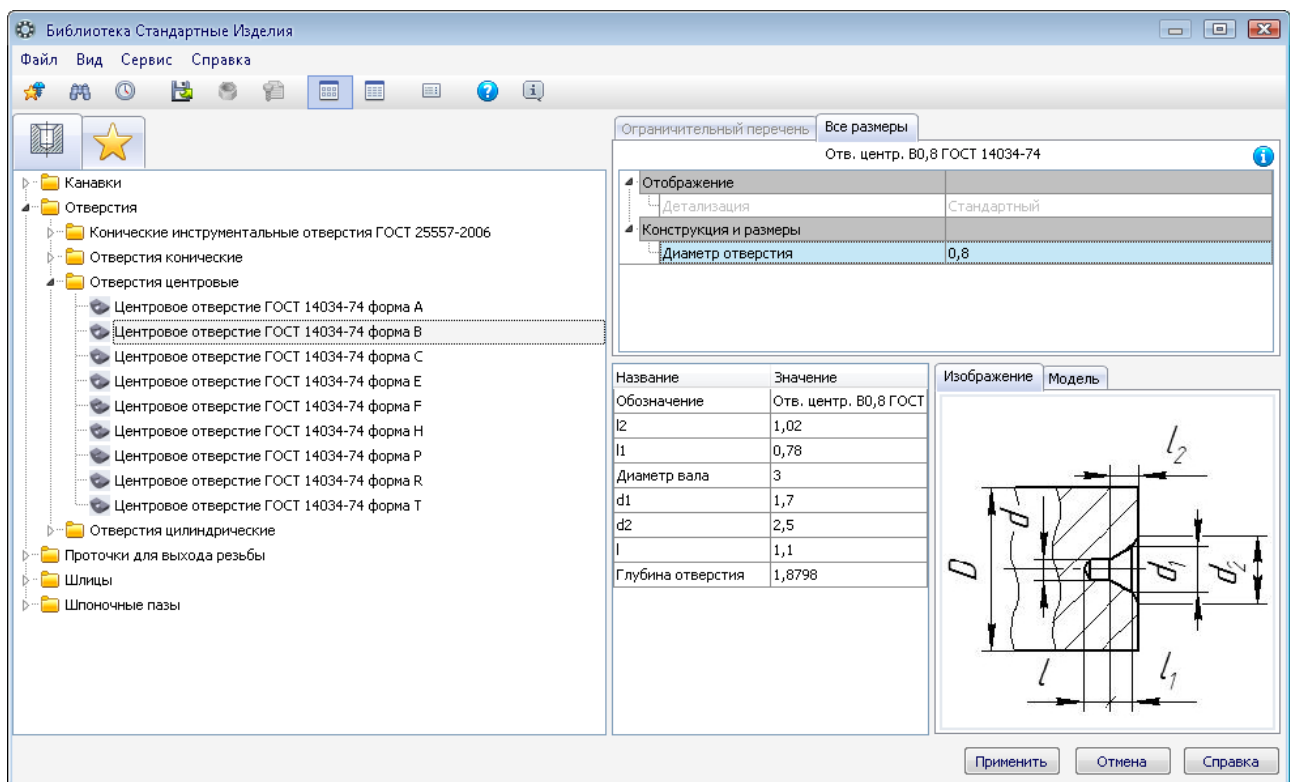 Библиотека Стандартные Изделия
Файл Вид Сервис Справка
Канавки
Отверстия
Конические инструментальные отверстия ГОСТ 25557-2006
Отверстия конические
Отверстия центровые
Центровое отверстие ГОСТ 14034-74 форма A
Центровое отверстие ГОСТ 14034-74 форма B
Центровое отверстие ГОСТ 14034-74 форма C
Центровое отверстие ГОСТ 14034-74 форма E
Центровое отверстие ГОСТ 14034-74 форма F
Центровое отверстие ГОСТ 14034-74 форма H
Центровое отверстие ГОСТ 14034-74 форма P
Центровое отверстие ГОСТ 14034-74 форма R
Центровое отверстие ГОСТ 14034-74 форма T
Отверстия цилиндрические
Проточки для выхода резьбы
Шлицы
Шпоночные пазы
Ограничительный перечень Все размеры
Отв. центр. B0,8 ГОСТ 14034-74
Отображение
Детализация Стандартный
Конструкция и размеры
Диаметр отверстия 0,8
Название Значение
Обозначение Отв. центр. B0,8 ГОСТ
l2 1,02
l1 0,78
Диаметр вала 3
d1 1,7
d2 2,5
l 1,1
Глубина отверстия 1,8798
Изображение Модель
l2
d
D d1 d2
l l1
Применить Отмена Справка